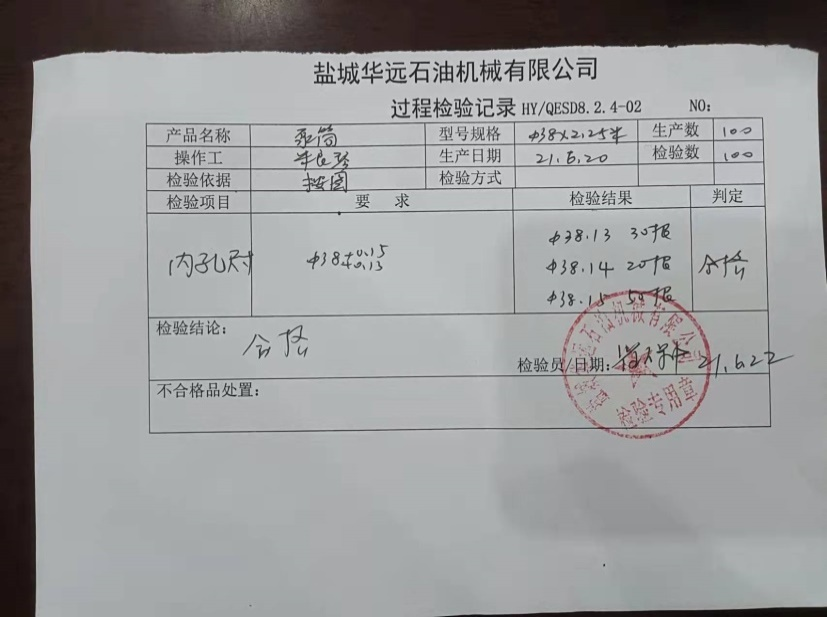 盐城华远石油机械有限公司
过程检验记录 HY/QESD8.2.4-02 NO:
产品名称 泵筒 型号规格 φ38×2.25米 生产数 100
操作工 生产日期 21.6.20 检验数 100
检验依据 按图 检验方式
检验项目 要 求 检验结果 判定
内孔尺寸 φ38 +0.15 +0.13 φ38.13 30根 合格
φ38.14 20根
φ38.15 50根
检验结论: 合格
检验员/日期: 21.6.22
不合格品处置:
检验专用章